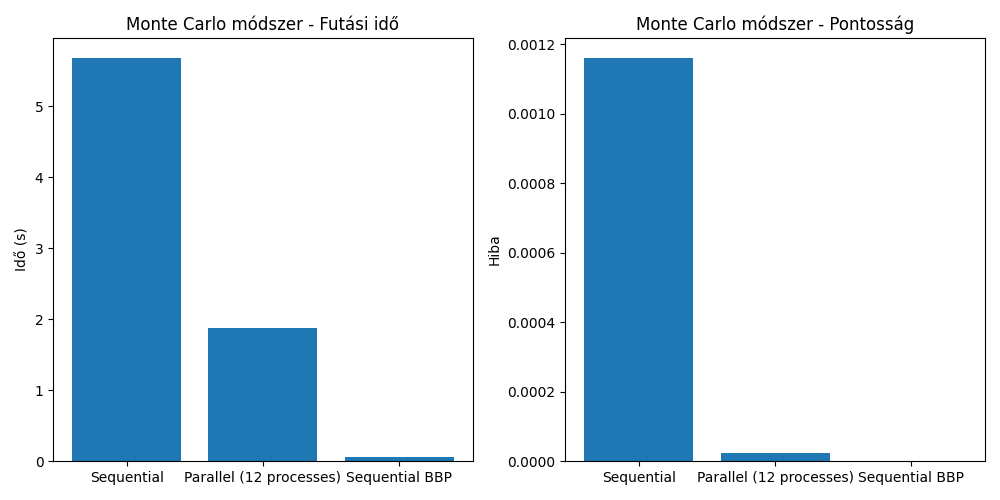 Monte Carlo módszer - Futási idő
Idő (s)
5
4
3
2
1
0
Sequential
Parallel (12 processes)
Sequential BBP
Monte Carlo módszer - Pontosság
Hiba
0.0012
0.0010
0.0008
0.0006
0.0004
0.0002
0.0000
Sequential
Parallel (12 processes)
Sequential BBP